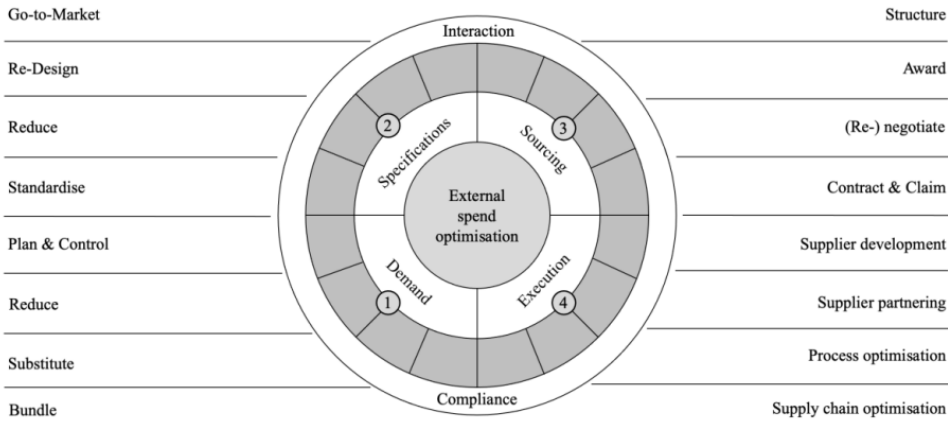 Go-to-Market
Re-Design
Reduce
Standardise
Plan & Control
Reduce
Substitute
Bundle
Interaction
2
Specifications
3
Sourcing
External
spend
optimisation
Demand
1
Execution
4
Compliance
Structure
Award
(Re-) negotiate
Contract & Claim
Supplier development
Supplier partnering
Process optimisation
Supply chain optimisation